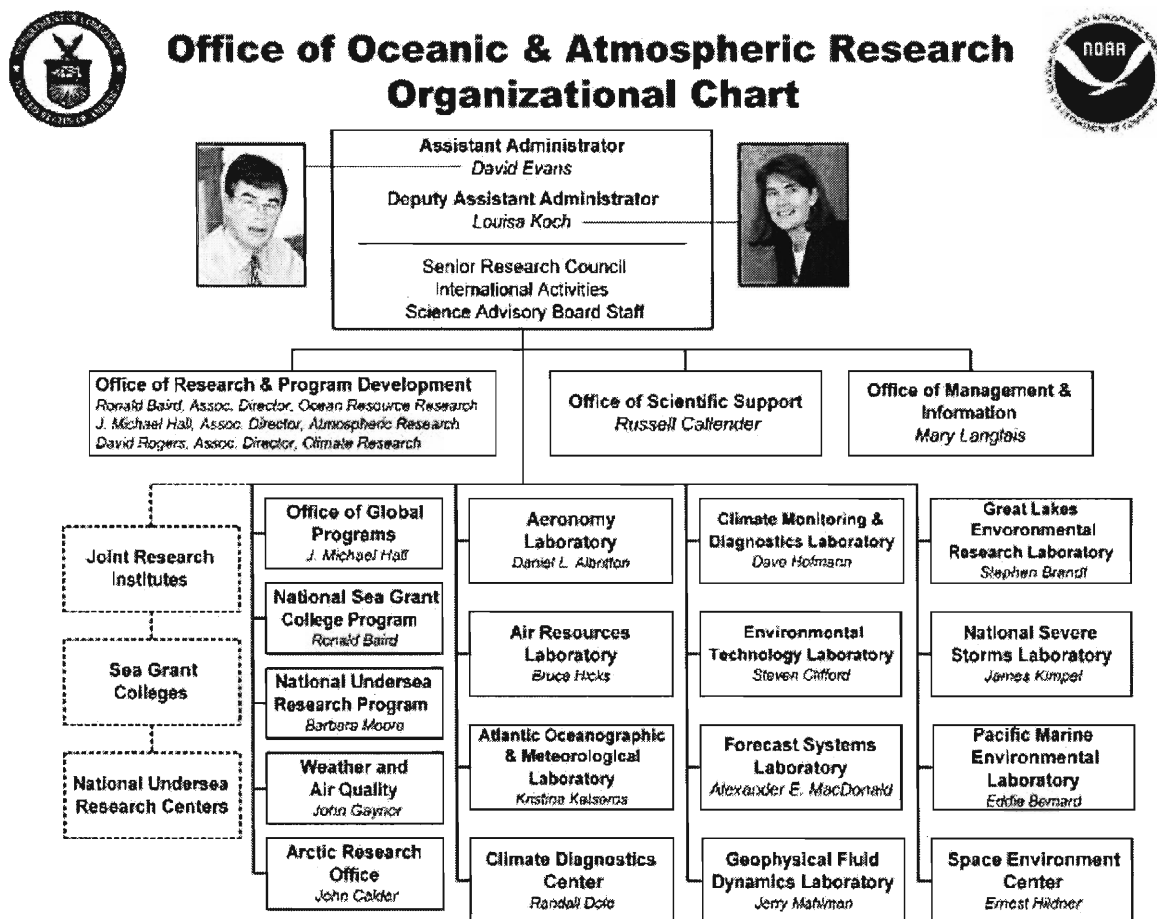 Office of Oceanic & Atmospheric Research
Organizational Chart
NOAA
Assistant Administrator
David Evans
Deputy Assistant Administrator
Louisa Koch
Senior Research Council
International Activities
Science Advisory Board Staff
Office of Research & Program Development
Ronald Baird, Assoc. Director, Ocean Resource Research
J. Michael Hall, Assoc. Director, Atmospheric Research
David Rogers, Assoc. Director, Climate Research
Office of Scientific Support
Russell Callender
Office of Management &
Information
Mary Langlais
Joint Research
Institutes
Sea Grant
Colleges
National Undersea
Research Centers
Office of Global
Programs
J. Michael Hall
National Sea Grant
College Program
Ronald Baird
National Undersea
Research Program
Barbara Moore
Weather and
Air Quality
John Gaynor
Arctic Research
Office
John Calder
Aeronomy
Laboratory
Daniel L. Albritton
Air Resources
Laboratory
Bruce Hicks
Atlantic Oceanographic
& Meteorological
Laboratory
Kristina
Climate Diagnostics
Center
Randall Dole
Climate Monitoring &
Diagnostics Laboratory
Dave Hofmann
Environmental
Technology Laboratory
Steven Clifford
Forecast Systems
Laboratory
Alexander E. MacDonald
Geophysical Fluid
Dynamics Laboratory
Jerry Mahlman
Great Lakes
Envoronmental
Research Laboratory
Stephen Brandt
National Severe
Storms Laboratory
James Kimpel
Pacific Marine
Environmental
Laboratory
Eddie Bernard
Space Environment
Center
Ernest Hildner